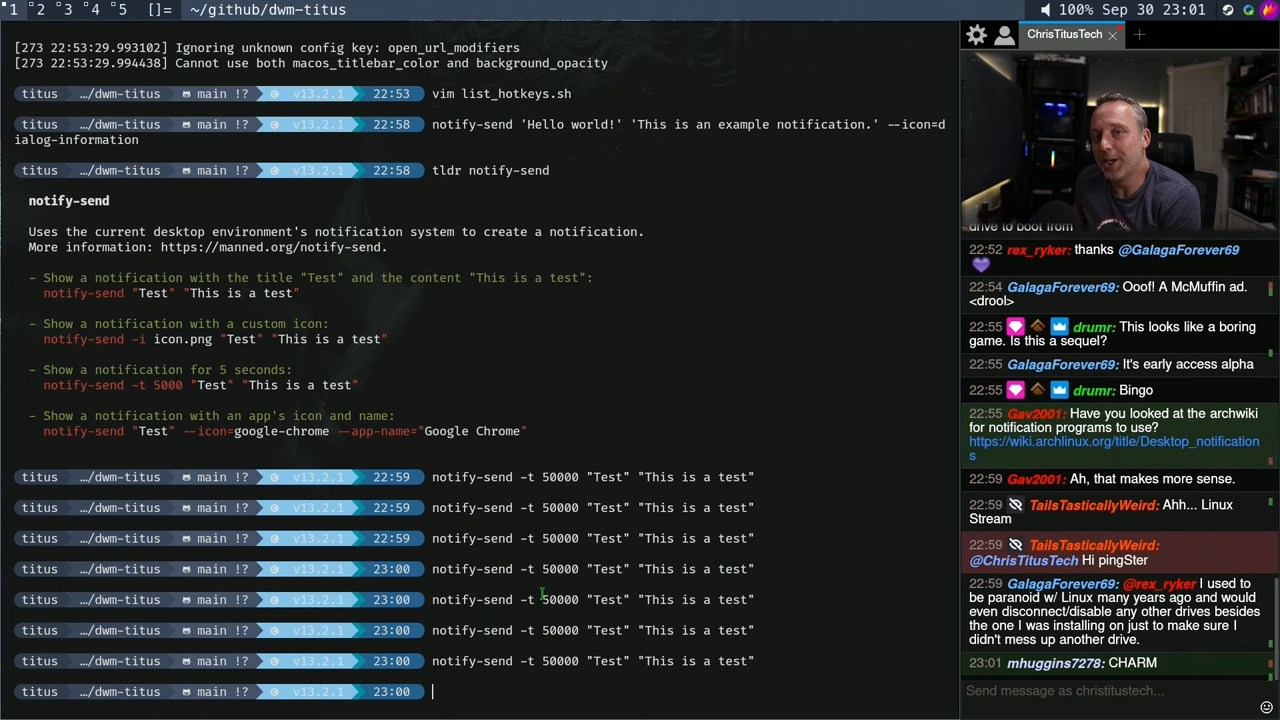 1 2 3 4 5 []= ~/github/dwm-titus 100% Sep 30 23:01
[273 22:53:29.993102] Ignoring unknown config key: open_url_modifiers
[273 22:53:29.994438] Cannot use both macos_titlebar_color and background_opacity
titus …/dwm-titus main !? C v13.2.1 22:53 vim list_hotkeys.sh
titus …/dwm-titus main !? C v13.2.1 22:58 notify-send 'Hello world!' 'This is an example notification.' --icon=d
ialog-information
titus …/dwm-titus main !? C v13.2.1 22:58 tldr notify-send
notify-send
Uses the current desktop environment's notification system to create a notification.
More information: https://manned.org/notify-send.
- Show a notification with the title "Test" and the content "This is a test":
notify-send "Test" "This is a test"
- Show a notification with a custom icon:
notify-send -i icon.png "Test" "This is a test"
- Show a notification for 5 seconds:
notify-send -t 5000 "Test" "This is a test"
- Show a notification with an app's icon and name:
notify-send "Test" --icon=google-chrome --app-name="Google Chrome"
titus …/dwm-titus main !? C v13.2.1 22:59 notify-send -t 50000 "Test" "This is a test"
titus …/dwm-titus main !? C v13.2.1 22:59 notify-send -t 50000 "Test" "This is a test"
titus …/dwm-titus main !? C v13.2.1 22:59 notify-send -t 50000 "Test" "This is a test"
titus …/dwm-titus main !? C v13.2.1 23:00 notify-send -t 50000 "Test" "This is a test"
titus …/dwm-titus main !? C v13.2.1 23:00 notify-send -t 50000 "Test" "This is a test"
titus …/dwm-titus main !? C v13.2.1 23:00 notify-send -t 50000 "Test" "This is a test"
titus …/dwm-titus main !? C v13.2.1 23:00 notify-send -t 50000 "Test" "This is a test"
titus …/dwm-titus main !? C v13.2.1 23:00
ChrisTitusTech
drive to boot from
22:52 rex_ryker: thanks @GalagaForever69
22:54 GalagaForever69: Ooof! A McMuffin ad.
<drool>
22:55 drumr: This looks like a boring
game. Is this a sequel?
22:55 GalagaForever69: It's early access alpha
22:55 drumr: Bingo
22:55 Gav2001: Have you looked at the archwiki
for notification programs to use?
https://wiki.archlinux.org/title/Desktop_notification
s
22:59 Gav2001: Ah, that makes more sense.
22:59 TailsTasticallyWeird: Ahh... Linux
Stream
22:59 TailsTasticallyWeird:
@ChrisTitusTech Hi pingSter
22:59 GalagaForever69: @rex_ryker I used to
be paranoid w/ Linux many years ago and would
even disconnect/disable any other drives besides
the one I was installing on just to make sure I
didn't mess up another drive.
23:01 mhuggins7278: CHARM
Send message as christitustech...